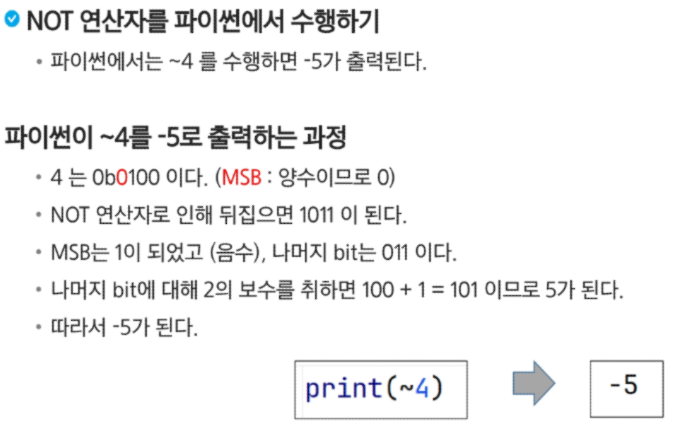 NOT 연산자를 파이썬에서 수행하기
• 파이썬에서는 ~4 를 수행하면 -5가 출력된다.
파이썬이 ~4를 -5로 출력하는 과정
• 4 는 0b0100 이다. (MSB : 양수이므로 0)
• NOT 연산자로 인해 뒤집으면 1011 이 된다.
• MSB는 1이 되었고 (음수), 나머지 bit는 011 이다.
• 나머지 bit에 대해 2의 보수를 취하면 100 + 1 = 101 이므로 5가 된다.
• 따라서 -5가 된다.
print(~4)
-5